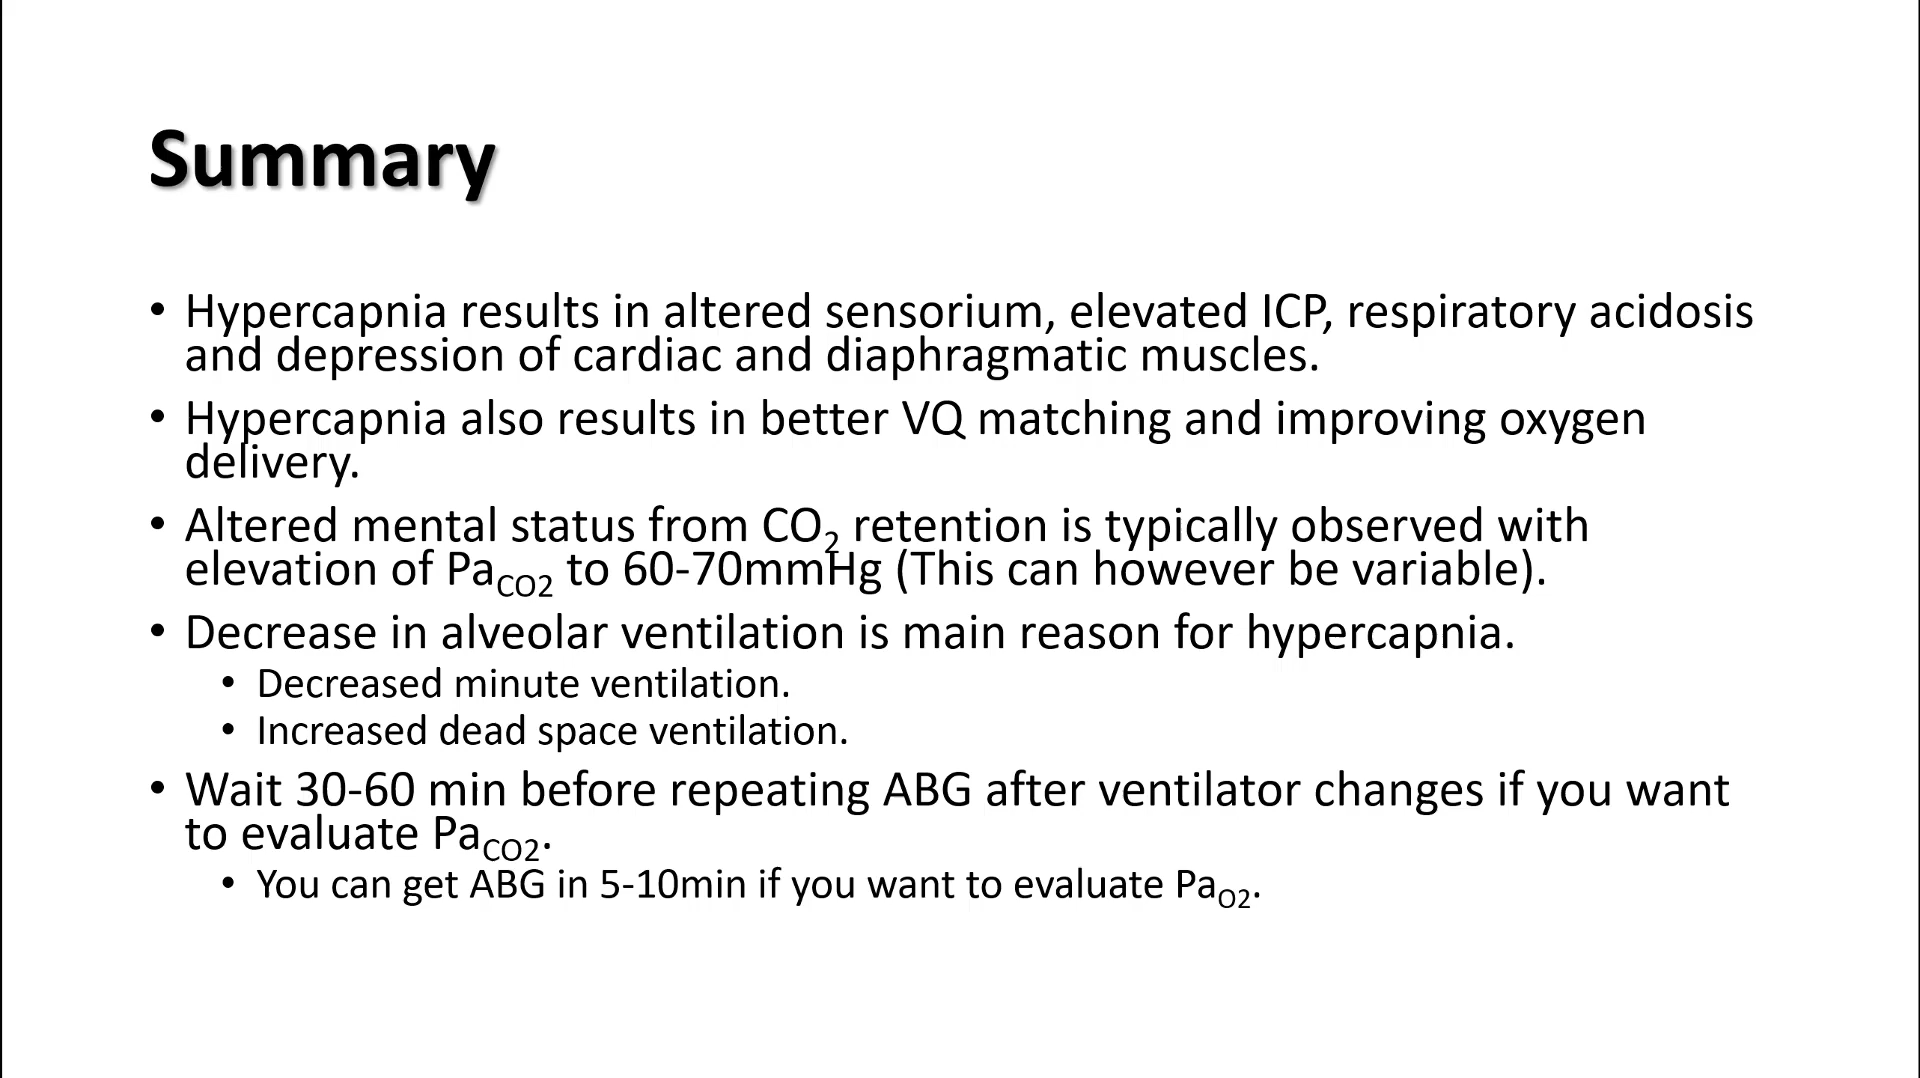 Summary
• Hypercapnia results in altered sensorium, elevated ICP, respiratory acidosis
and depression of cardiac and diaphragmatic muscles.
• Hypercapnia also results in better VQ matching and improving oxygen
delivery.
• Altered mental status from CO2 retention is typically observed with
elevation of PaCO2 to 60-70mmHg (This can however be variable).
• Decrease in alveolar ventilation is main reason for hypercapnia.
• Decreased minute ventilation.
• Increased dead space ventilation.
• Wait 30-60 min before repeating ABG after ventilator changes if you want
to evaluate PaCO2.
• You can get ABG in 5-10min if you want to evaluate PaO2.